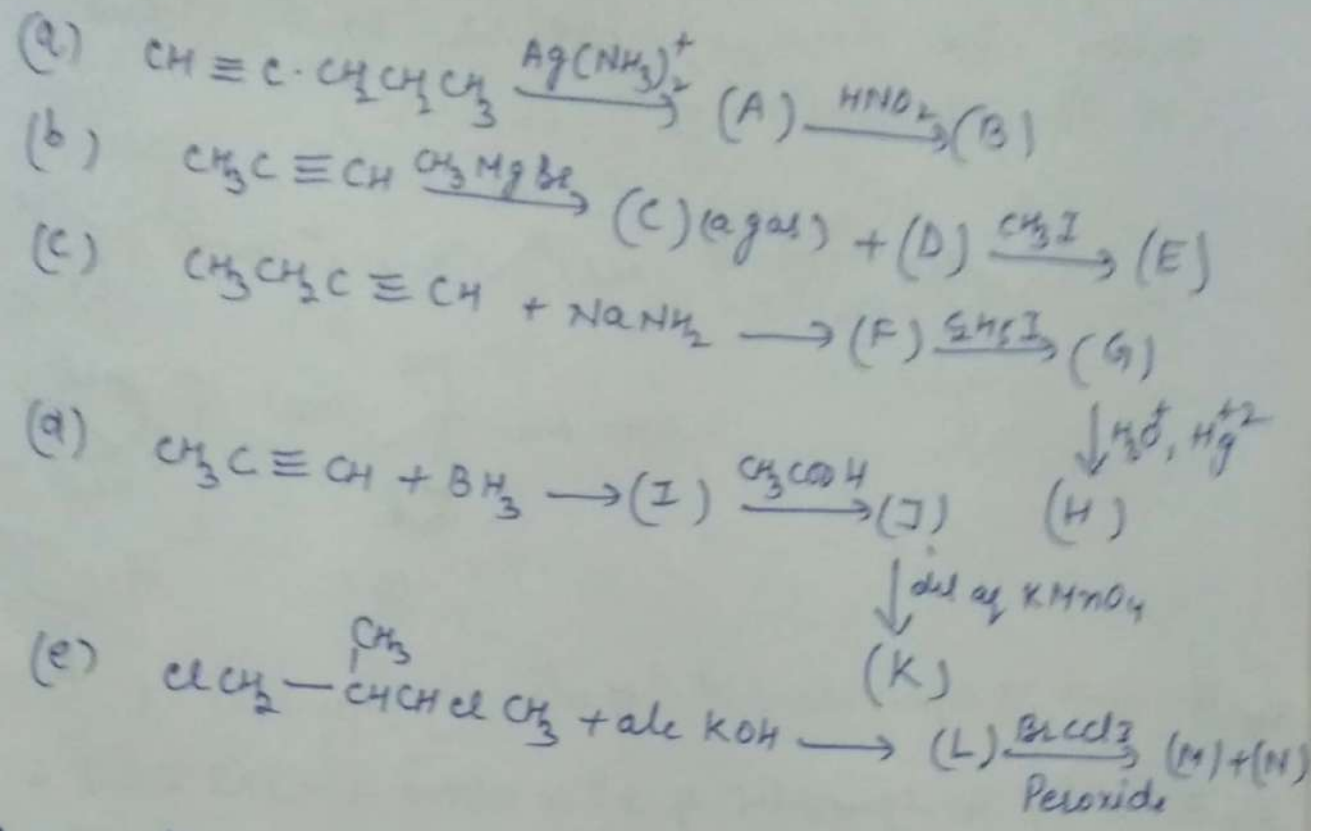 (a) CH ≡ C · CH₂CH₂CH₃ Ag(NH₃)₂⁺ → (A) HNO₂ → (B)
(b) CH₃C ≡ CH CH₃MgBr → (C) (a gas) + (D) CH₃I → (E)
(c) CH₃CH₂C ≡ CH + NaNH₂ → (F) C₂H₅I → (G)
↓ H₃O⁺, Hg⁺²
(d) CH₃C ≡ CH + BH₃ → (I) CH₃COOH → (J) (H)
↓ dil aq KMnO₄
(K)
CH₃
(e) ClCH₂ — CHCHClCH₃ + alc KOH → (L) BrCCl₃ → (M) + (N)
Peroxide